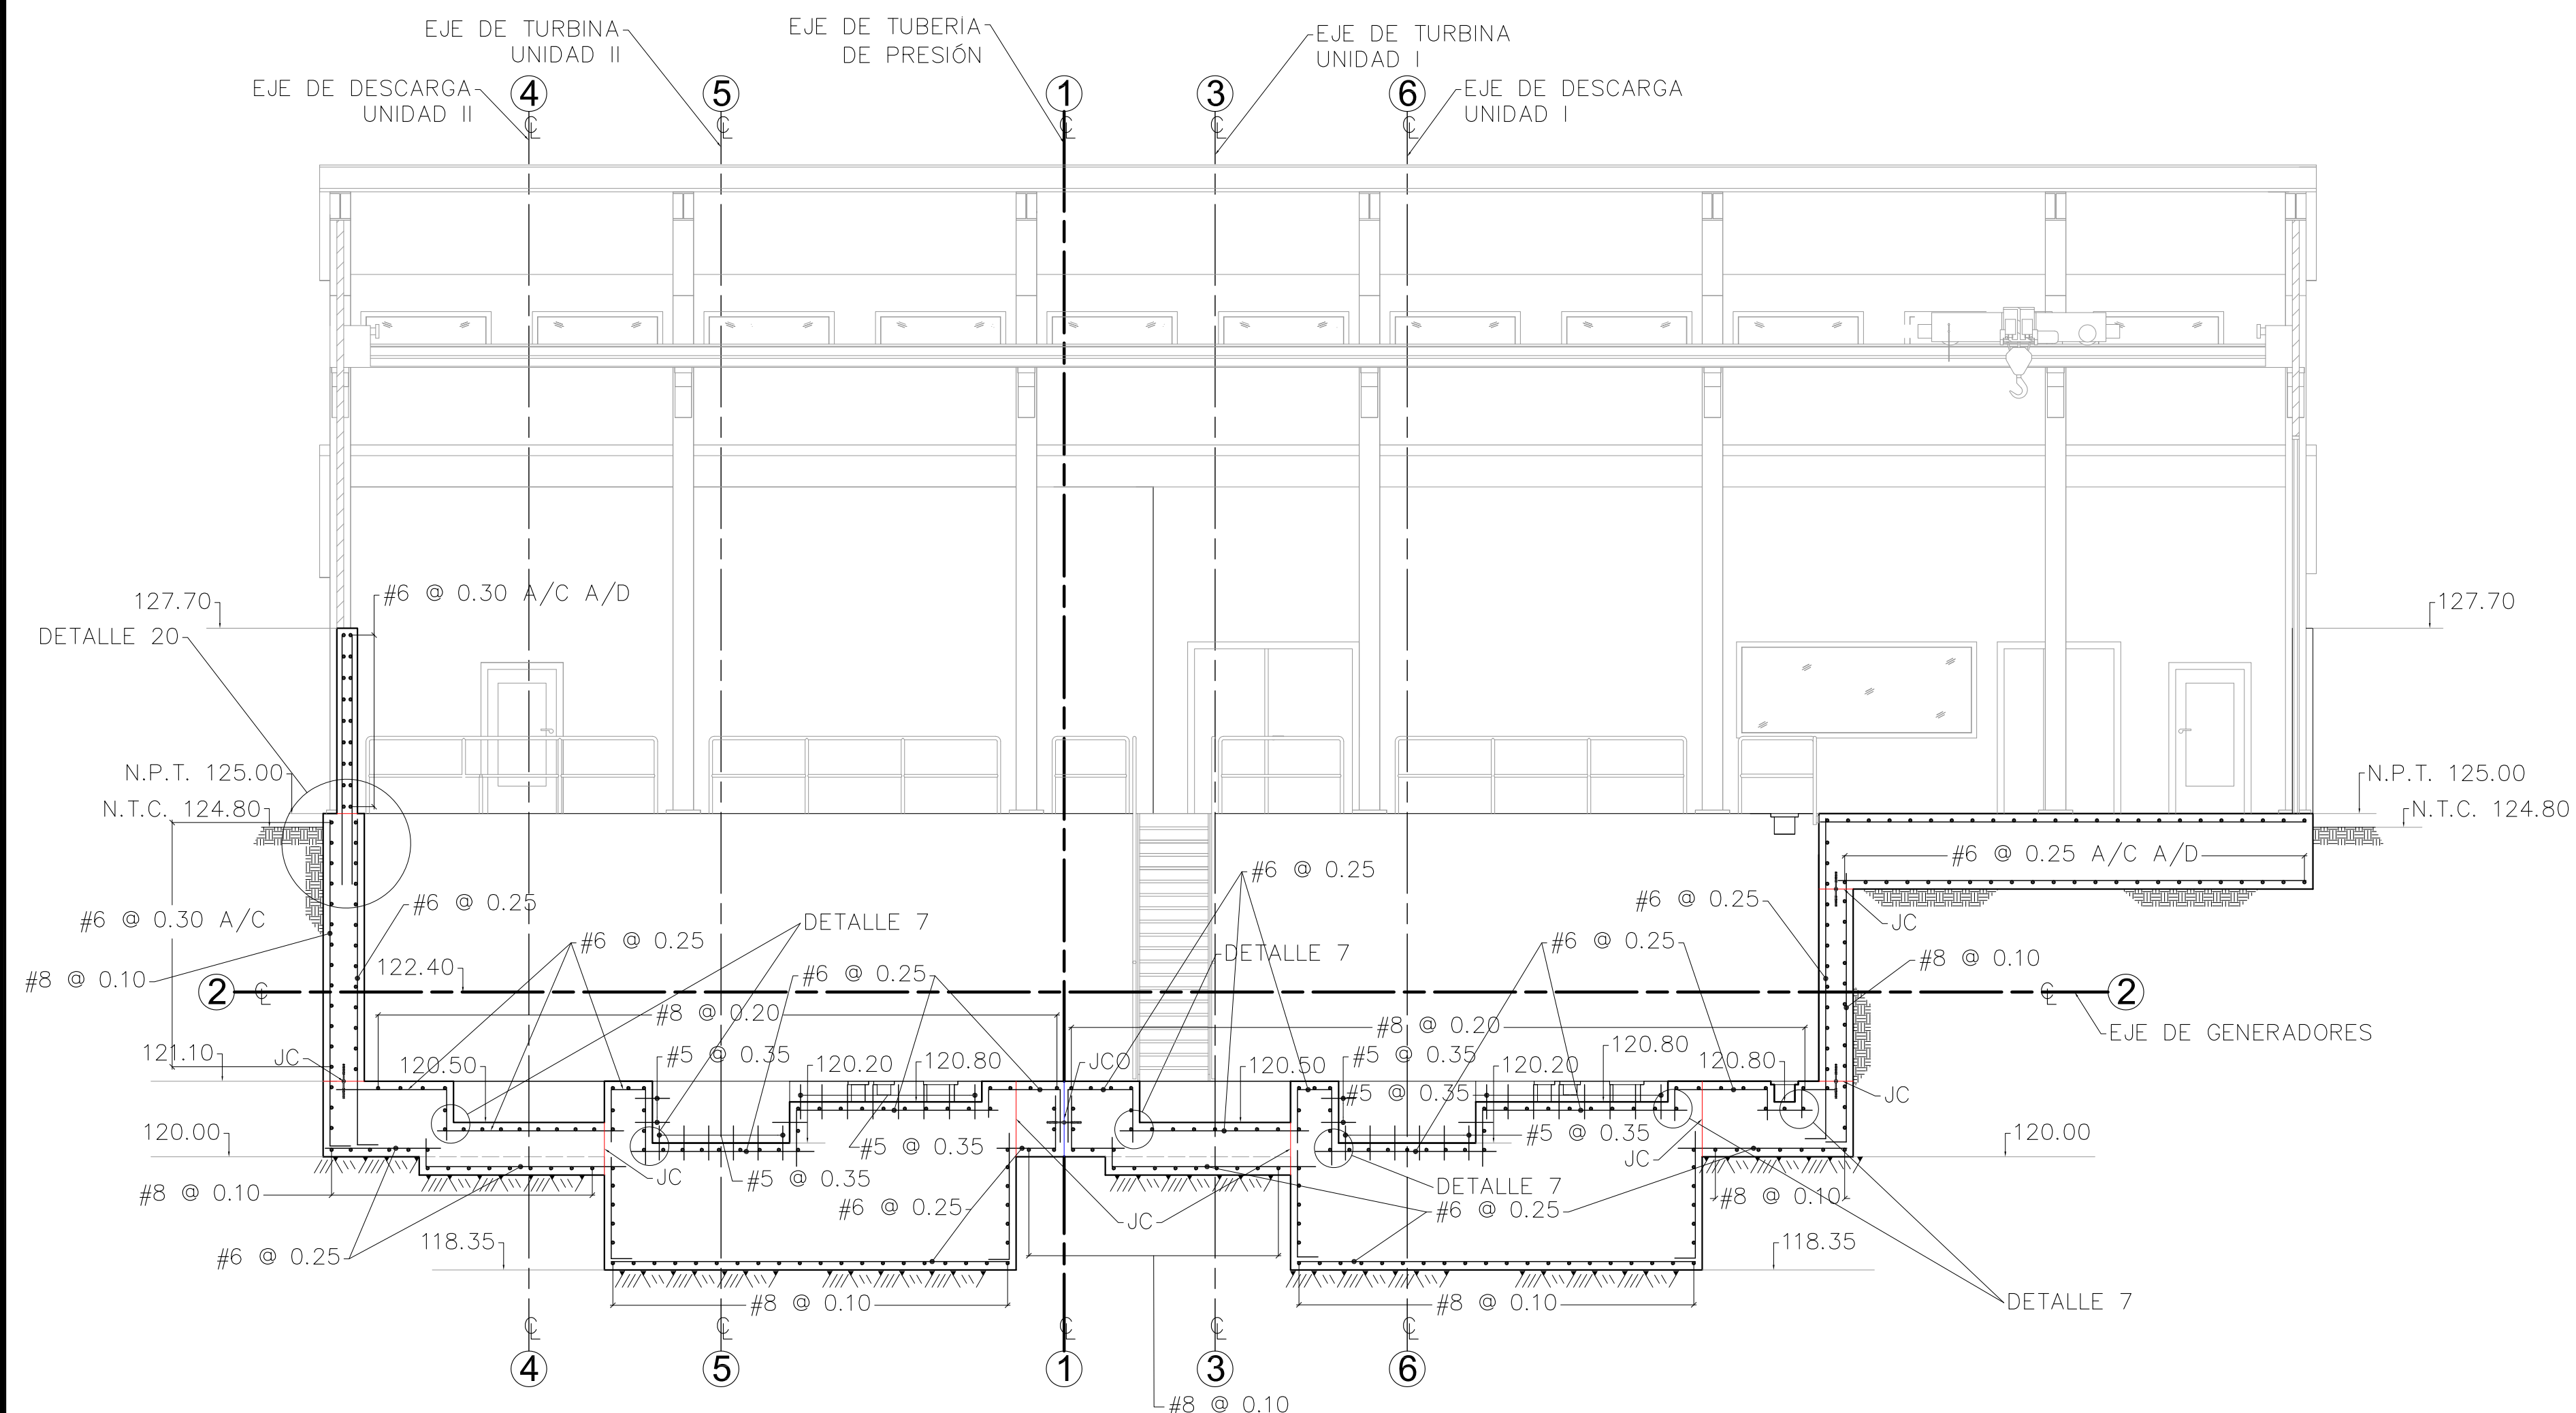 EJE DE TURBINA
UNIDAD II
EJE DE TUBERÍA
DE PRESIÓN
EJE DE TURBINA
UNIDAD I
EJE DE DESCARGA
UNIDAD II
EJE DE DESCARGA
UNIDAD I
4
5
1
3
6
℄
℄
℄
℄
℄
127.70
#6 @ 0.30 A/C A/D
127.70
DETALLE 20
N.P.T. 125.00
N.T.C. 124.80
N.P.T. 125.00
N.T.C. 124.80
#6 @ 0.25 A/C A/D
#6 @ 0.25
#6 @ 0.25
#6 @ 0.25
#6 @ 0.30 A/C
DETALLE 7
JC
#6 @ 0.25
#6 @ 0.25
DETALLE 7
#8 @ 0.10
#8 @ 0.10
122.40
#6 @ 0.25
2
℄
℄
2
#8 @ 0.20
#8 @ 0.20
EJE DE GENERADORES
121.10
JC
120.50
#5 @ 0.35
120.20
120.80
JCO
120.50
#5 @ 0.35
120.20
120.80
120.80
#5 @ 0.35
JC
120.00
#5 @ 0.35
#5 @ 0.35
120.00
JC
JC
#5 @ 0.35
#8 @ 0.10
DETALLE 7
#8 @ 0.10
#6 @ 0.25
#6 @ 0.25
JC
118.35
118.35
#6 @ 0.25
#8 @ 0.10
#8 @ 0.10
DETALLE 7
℄
℄
℄
℄
℄
4
5
1
3
6
#8 @ 0.10